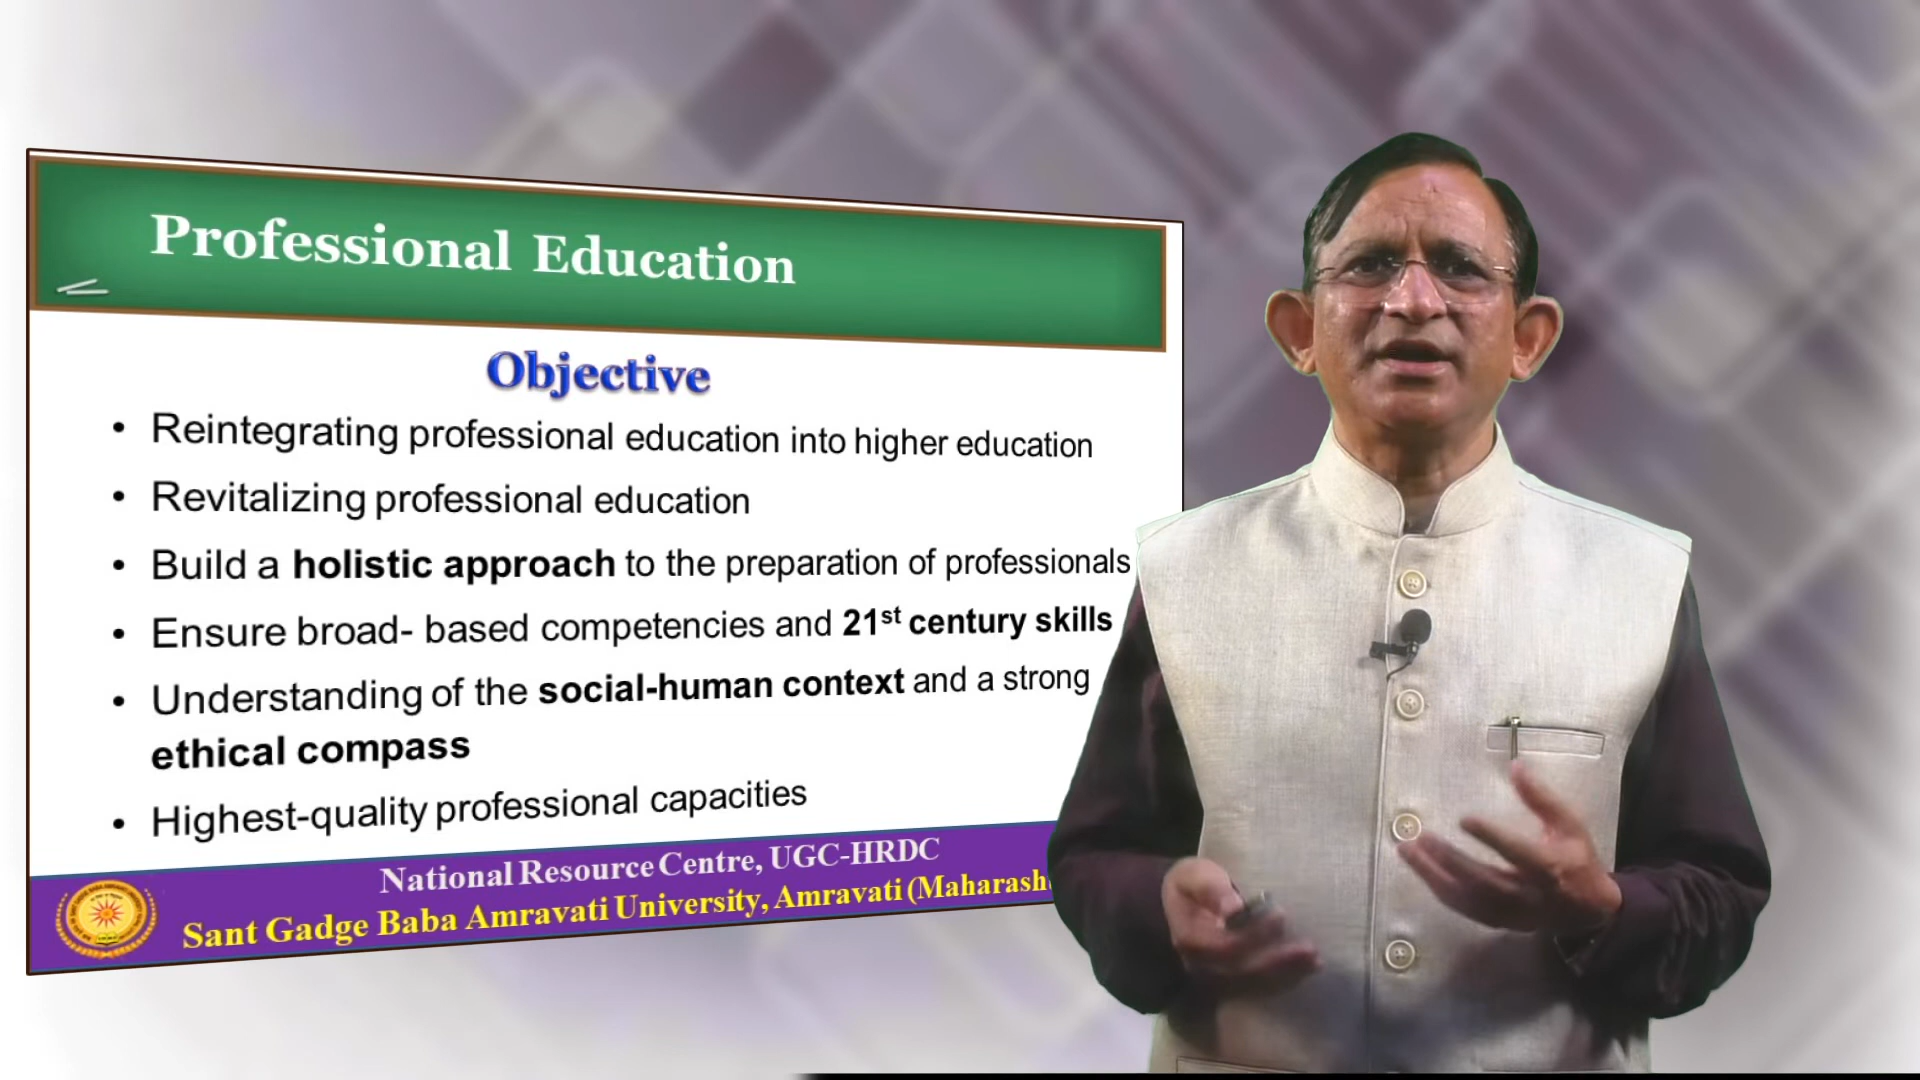 Professional Education
Objective
• Reintegrating professional education into higher education
• Revitalizing professional education
• Build a holistic approach to the preparation of professionals
• Ensure broad- based competencies and 21st century skills
• Understanding of the social-human context and a strong
ethical compass
• Highest-quality professional capacities
National Resource Centre, UGC-HRDC
Sant Gadge Baba Amravati University, Amravati (Maharash